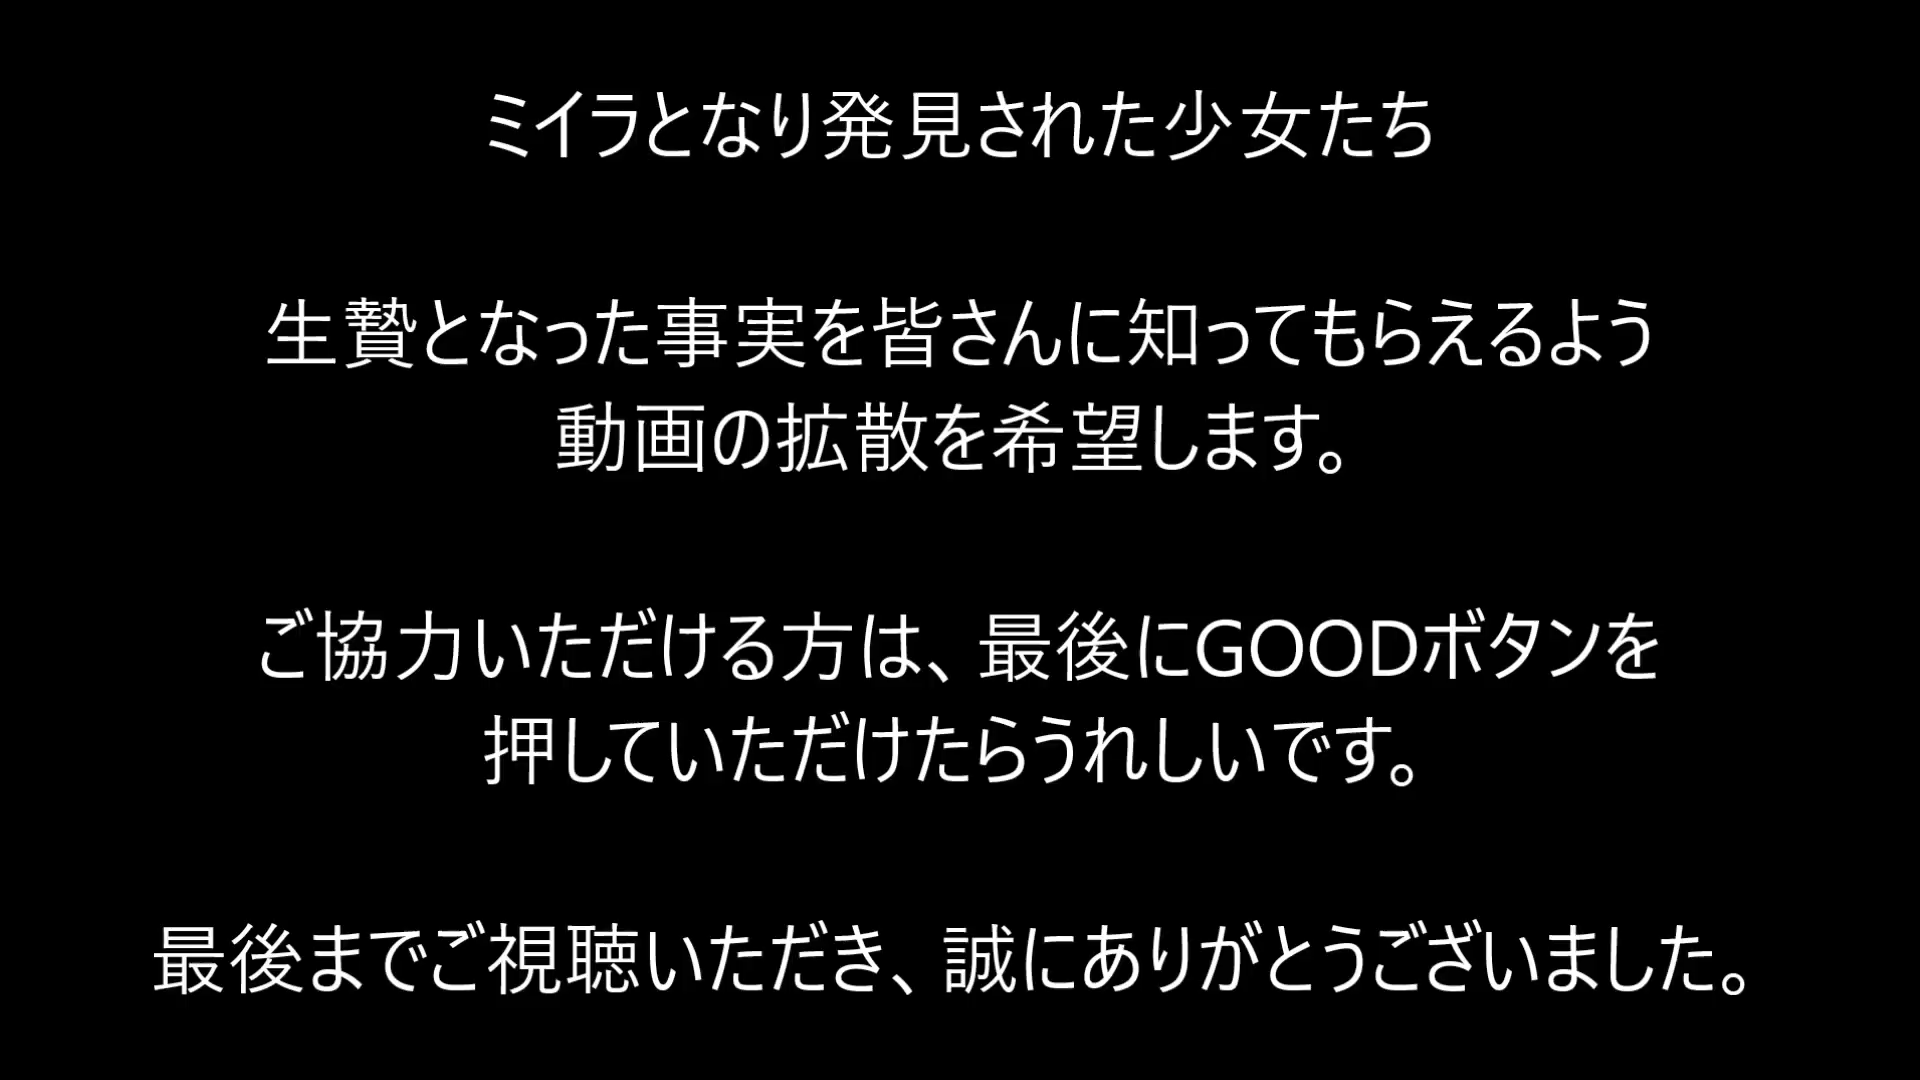 ミイラとなり発見された少女たち
生贄となった事実を皆さんに知ってもらえるよう
動画の拡散を希望します。
ご協力いただける方は、最後にGOODボタンを
押していただけたらうれしいです。
最後までご視聴いただき、誠にありがとうございました。